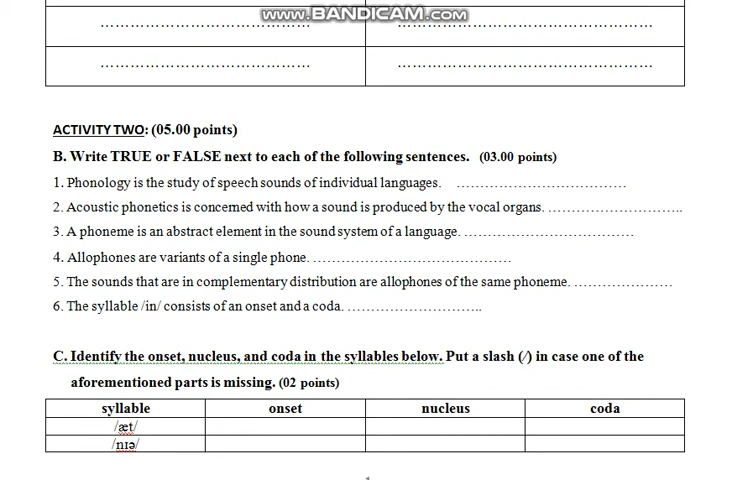 www.BANDICAM.com
………………………………… …………………………………………
………………………………… …………………………………………
ACTIVITY TWO: (05.00 points)
B. Write TRUE or FALSE next to each of the following sentences. (03.00 points)
1. Phonology is the study of speech sounds of individual languages. ……………………………
2. Acoustic phonetics is concerned with how a sound is produced by the vocal organs. ……………………..
3. A phoneme is an abstract element in the sound system of a language. ……………………………
4. Allophones are variants of a single phone. …………………………………
5. The sounds that are in complementary distribution are allophones of the same phoneme. …………………
6. The syllable /in/ consists of an onset and a coda. ……………………..
C. Identify the onset, nucleus, and coda in the syllables below. Put a slash (/) in case one of the
aforementioned parts is missing. (02 points)
syllable onset nucleus coda
/æt/
/nɪə/